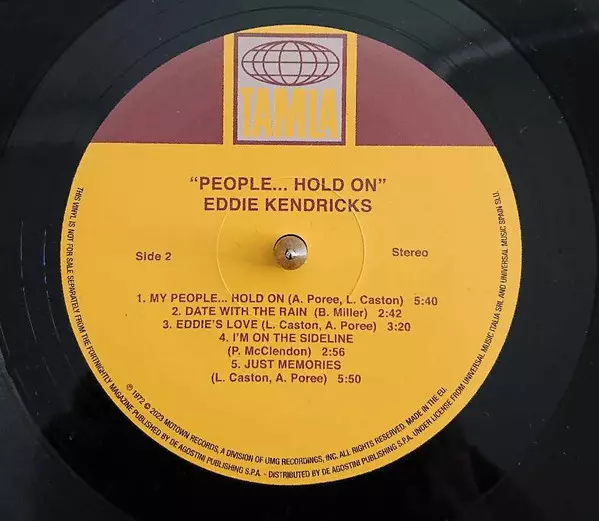 TAMLA
"PEOPLE... HOLD ON"
EDDIE KENDRICKS
Side 2
Stereo
1. MY PEOPLE... HOLD ON (A. Poree, L. Caston) 5:40
2. DATE WITH THE RAIN (B. Miller) 2:42
3. EDDIE'S LOVE (L. Caston, A. Poree) 3:20
4. I'M ON THE SIDELINE
(P. McClendon) 2:56
5. JUST MEMORIES
(L. Caston, A. Poree) 5:50
THIS VINYL IS NOT FOR SALE SEPARATELY FROM THE FORTNIGHTLY MAGAZINE PUBLISHED BY DE AGOSTINI PUBLISHING S.P.A. - DISTRIBUTED BY DE AGOSTINI PUBLISHING S.P.A. UNDER LICENSE FROM UNIVERSAL MUSIC ITALIA SRL AND UNIVERSAL MUSIC SPAIN SLU.
℗ 1972 © 2023 MOTOWN RECORDS, A DIVISION OF UMG RECORDINGS, INC. ALL RIGHTS RESERVED. MADE IN THE EU.